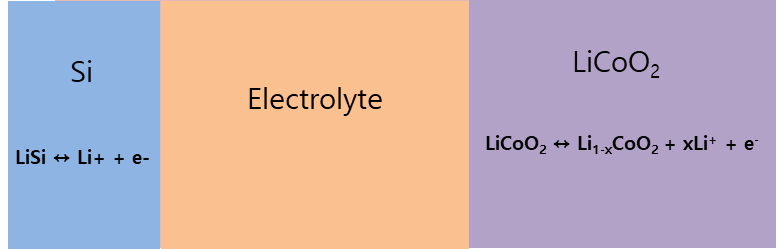 Si
Electrolyte
LiCoO₂
LiSi ↔ Li+ + e-
LiCoO₂ ↔ Li₁₋ₓCoO₂ + xLi⁺ + e⁻